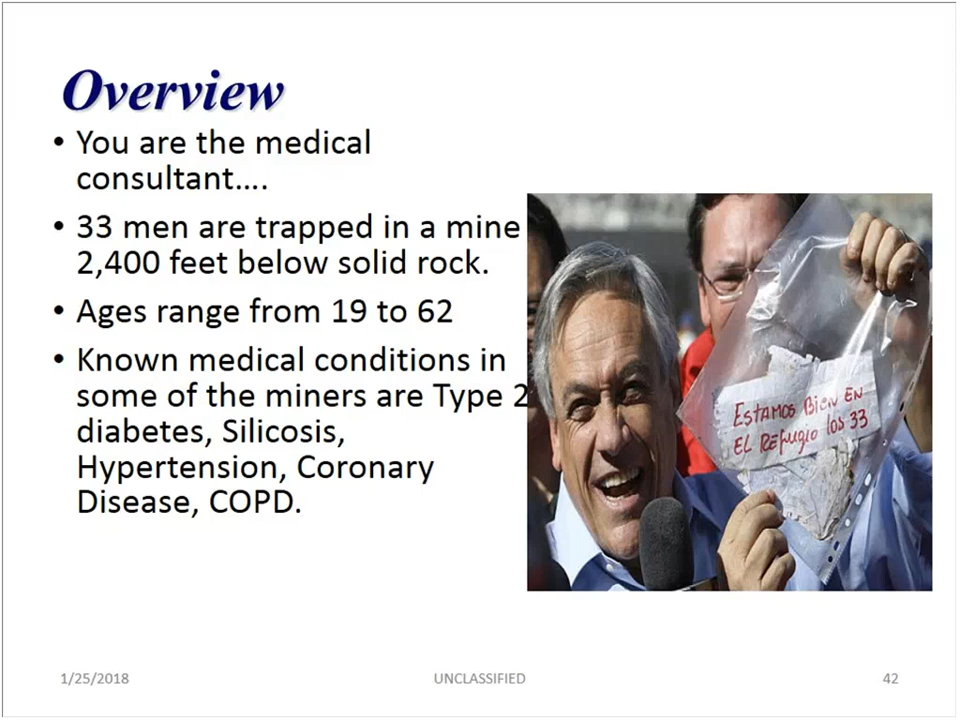 Overview
• You are the medical
consultant….
• 33 men are trapped in a mine
2,400 feet below solid rock.
• Ages range from 19 to 62
• Known medical conditions in
some of the miners are Type 2
diabetes, Silicosis,
Hypertension, Coronary
Disease, COPD.
ESTAMOS BIEN EN
EL REFUGIO los 33
1/25/2018
UNCLASSIFIED
42